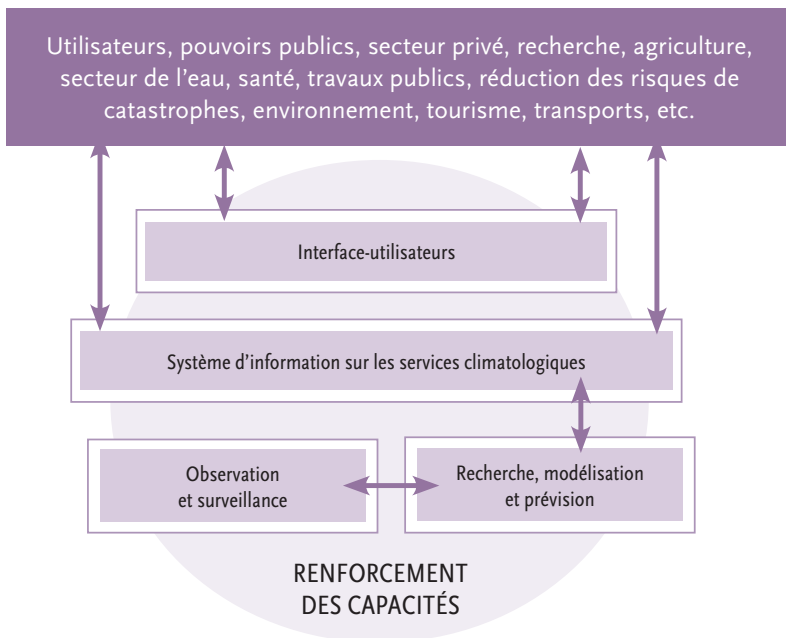 Utilisateurs, pouvoirs publics, secteur privé, recherche, agriculture,
secteur de l’eau, santé, travaux publics, réduction des risques de
catastrophes, environnement, tourisme, transports, etc.
Interface-utilisateurs
Système d’information sur les services climatologiques
Observation
et surveillance
Recherche, modélisation
et prévision
RENFORCEMENT
DES CAPACITÉS